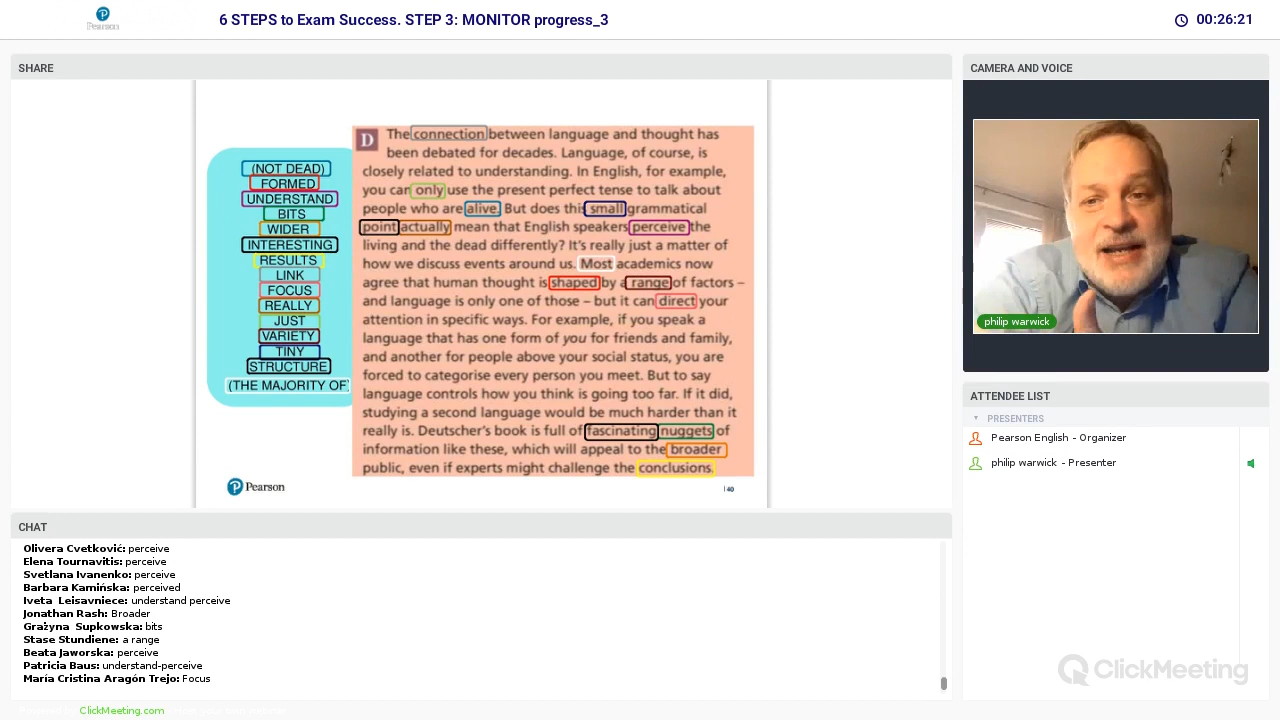 Pearson
6 STEPS to Exam Success. STEP 3: MONITOR progress_3
00:26:21
SHARE
(NOT DEAD)
FORMED
UNDERSTAND
BITS
WIDER
INTERESTING
RESULTS
LINK
FOCUS
REALLY
JUST
VARIETY
TINY
STRUCTURE
(THE MAJORITY OF)
D The connection between language and thought has
been debated for decades. Language, of course, is
closely related to understanding. In English, for example,
you can only use the present perfect tense to talk about
people who are alive. But does this small grammatical
point actually mean that English speakers perceive the
living and the dead differently? It's really just a matter of
how we discuss events around us. Most academics now
agree that human thought is shaped by a range of factors –
and language is only one of those – but it can direct your
attention in specific ways. For example, if you speak a
language that has one form of you for friends and family,
and another for people above your social status, you are
forced to categorise every person you meet. But to say
language controls how you think is going too far. If it did,
studying a second language would be much harder than it
really is. Deutscher's book is full of fascinating nuggets of
information like these, which will appeal to the broader
public, even if experts might challenge the conclusions.
Pearson
40
CAMERA AND VOICE
philip warwick
ATTENDEE LIST
PRESENTERS
Pearson English - Organizer
philip warwick - Presenter
CHAT
Olivera Cvetković: perceive
Elena Tournavitis: perceive
Svetlana Ivanenko: perceive
Barbara Kamińska: perceived
Iveta Leisavniece: understand perceive
Jonathan Rash: Broader
Grażyna Supkowska: bits
Stase Stundiene: a range
Beata Jaworska: perceive
Patricia Baus: understand-perceive
María Cristina Aragón Trejo: Focus
ClickMeeting
ClickMeeting.com